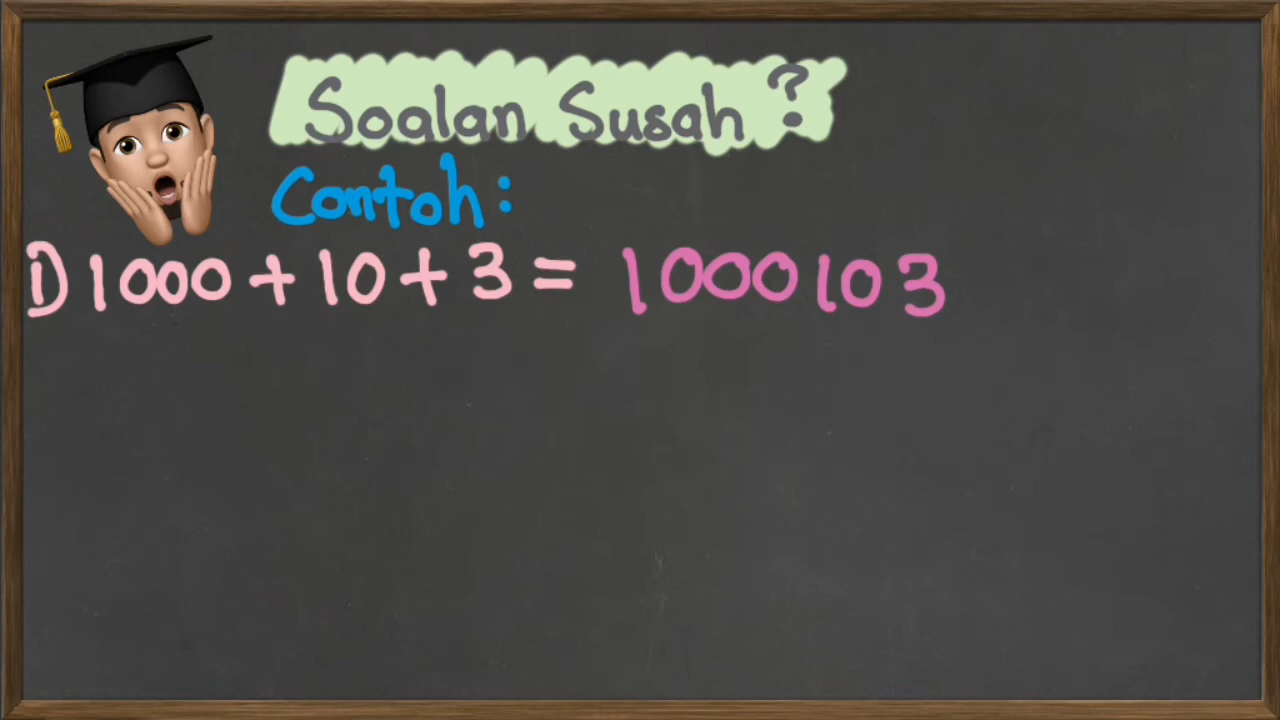 Soalan Susah?
Contoh:
1) 1000 + 10 + 3 = 1000103